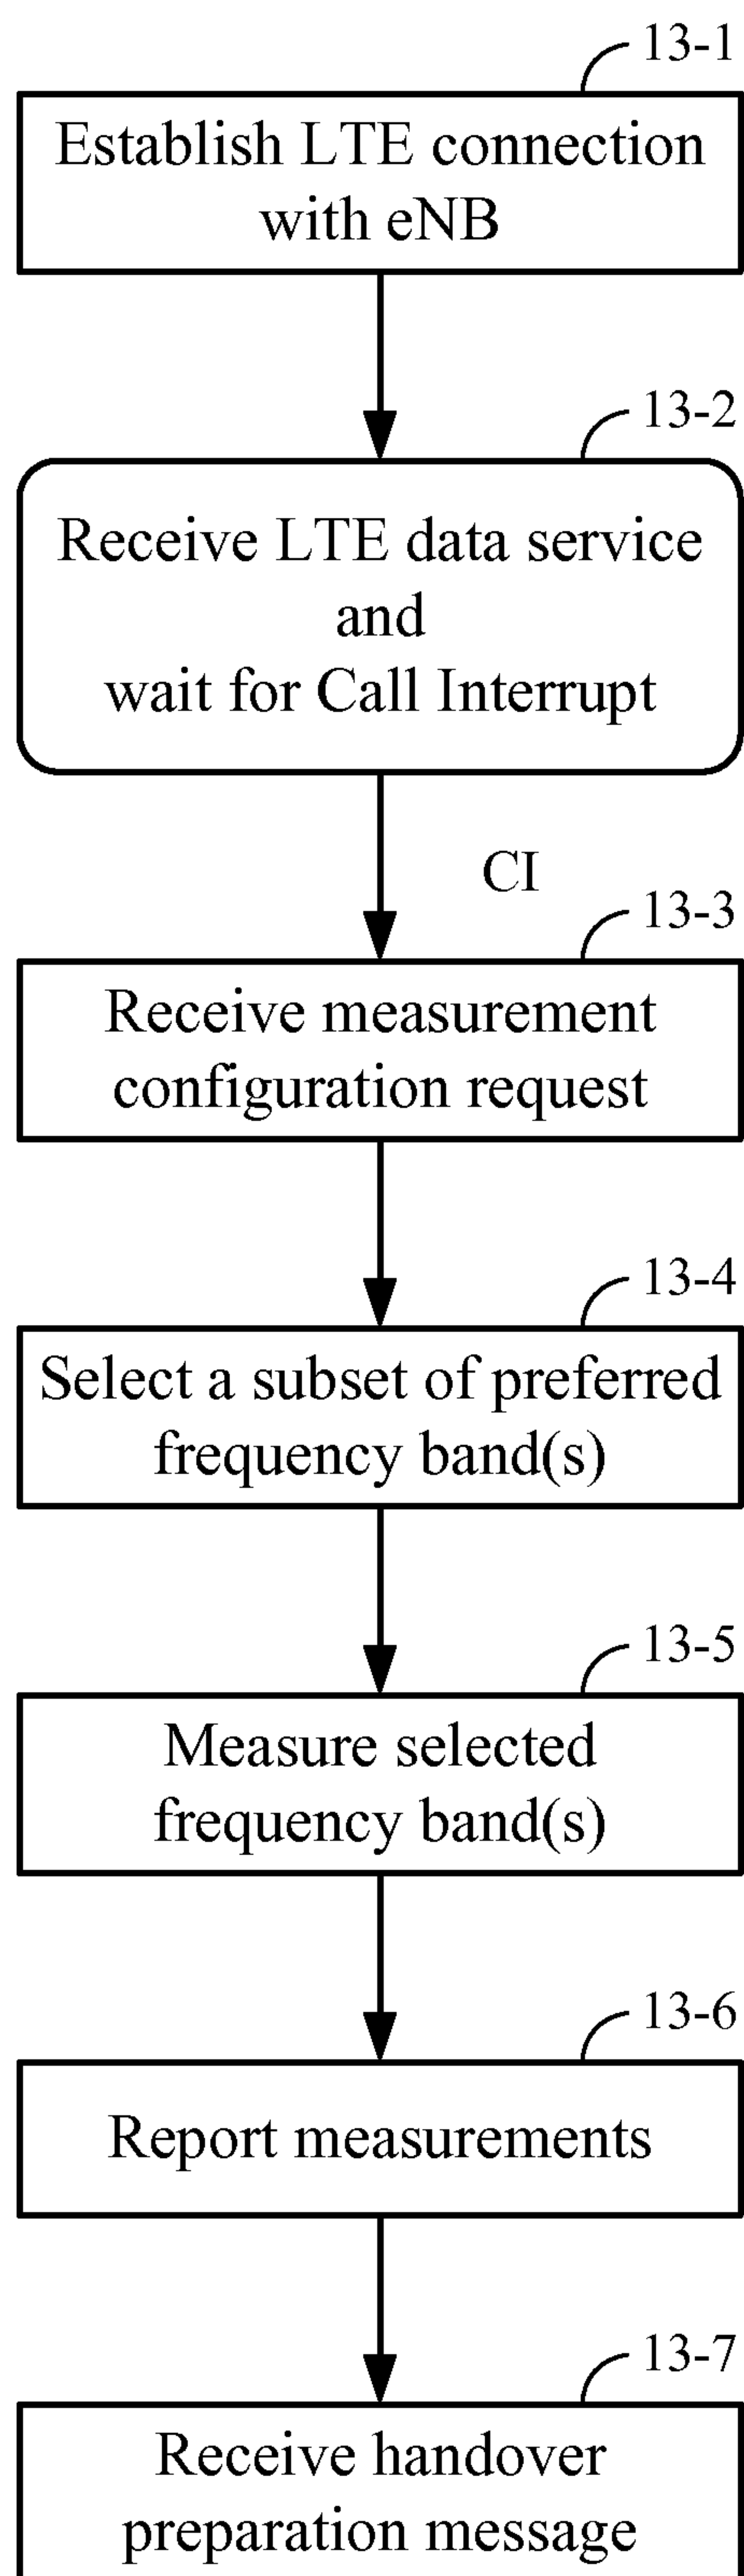 13-1
Establish LTE connection
with eNB
13-2
Receive LTE data service
and
wait for Call Interrupt
CI
13-3
Receive measurement
configuration request
13-4
Select a subset of preferred
frequency band(s)
13-5
Measure selected
frequency band(s)
13-6
Report measurements
13-7
Receive handover
preparation message